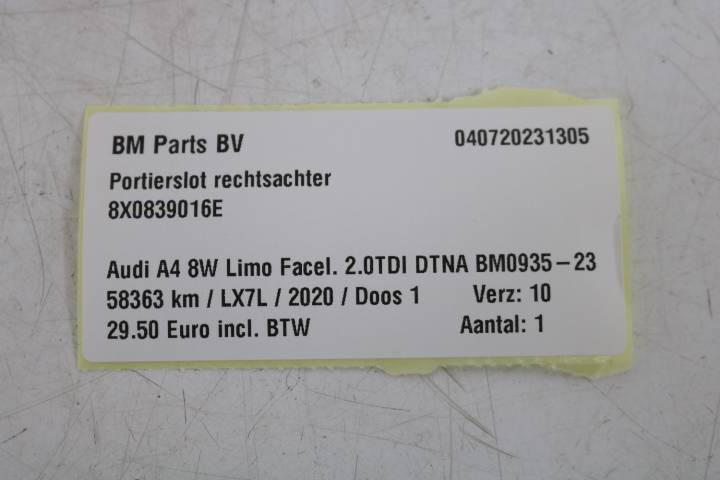 BM Parts BV 040720231305
Portierslot rechtsachter
8X0839016E
Audi A4 8W Limo Facel. 2.0TDI DTNA BM0935-23
58363 km / LX7L / 2020 / Doos 1 Verz: 10
29.50 Euro incl. BTW Aantal: 1